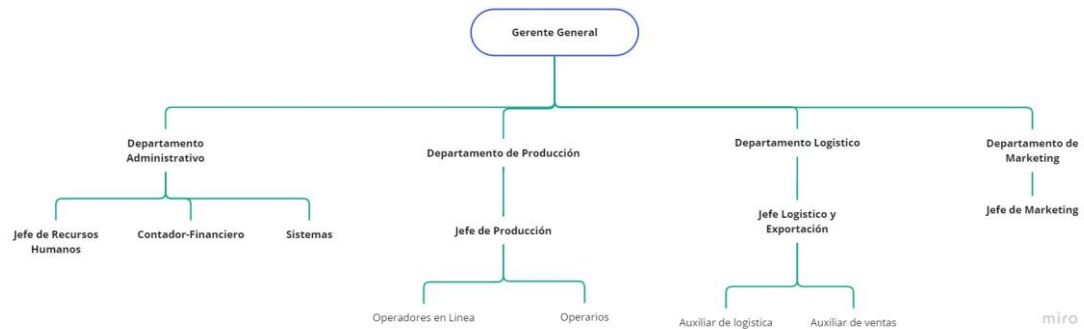 Gerente General
Departamento
Administrativo
Departamento de Producción
Departamento Logistico
Departamento de
Marketing
Jefe de Recursos
Humanos
Contador-Financiero
Sistemas
Jefe de Producción
Jefe Logistico y
Exportación
Jefe de Marketing
Operadores en Linea
Operarios
Auxiliar de logistica
Auxiliar de ventas
miro